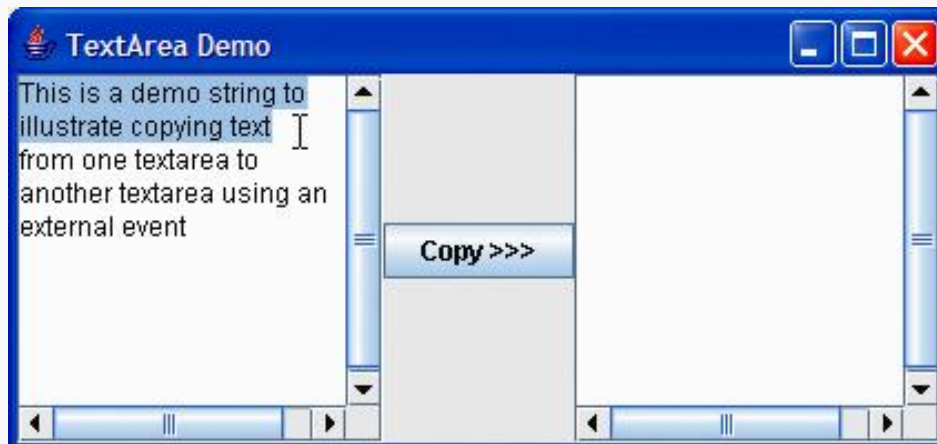 TextArea Demo
This is a demo string to
illustrate copying text
from one textarea to
another textarea using an
external event
Copy >>>